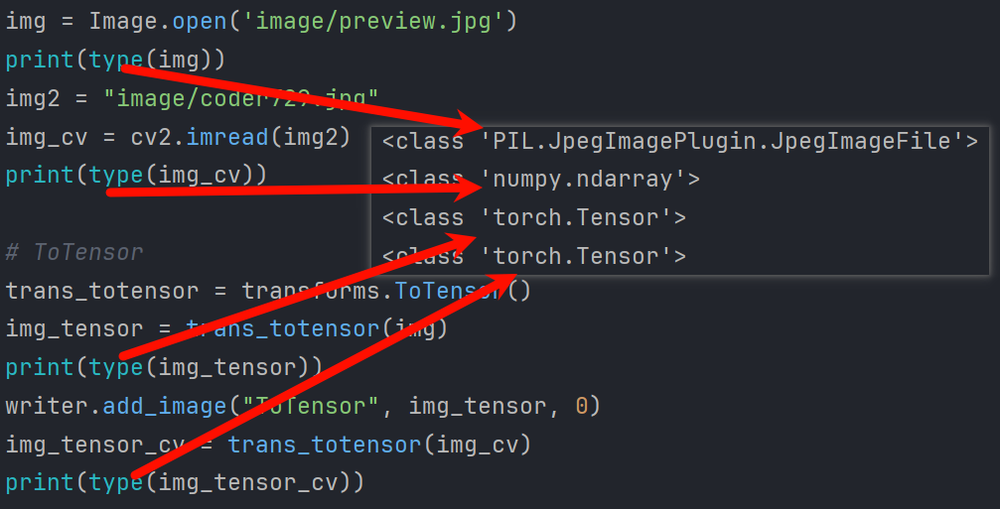 img = Image.open('image/preview.jpg')
print(type(img))
img2 = "image/coder/29.jpg"
img_cv = cv2.imread(img2)
print(type(img_cv))
<class 'PIL.JpegImagePlugin.JpegImageFile'>
<class 'numpy.ndarray'>
<class 'torch.Tensor'>
<class 'torch.Tensor'>
# ToTensor
trans_totensor = transforms.ToTensor()
img_tensor = trans_totensor(img)
print(type(img_tensor))
writer.add_image("ToTensor", img_tensor, 0)
img_tensor_cv = trans_totensor(img_cv)
print(type(img_tensor_cv))